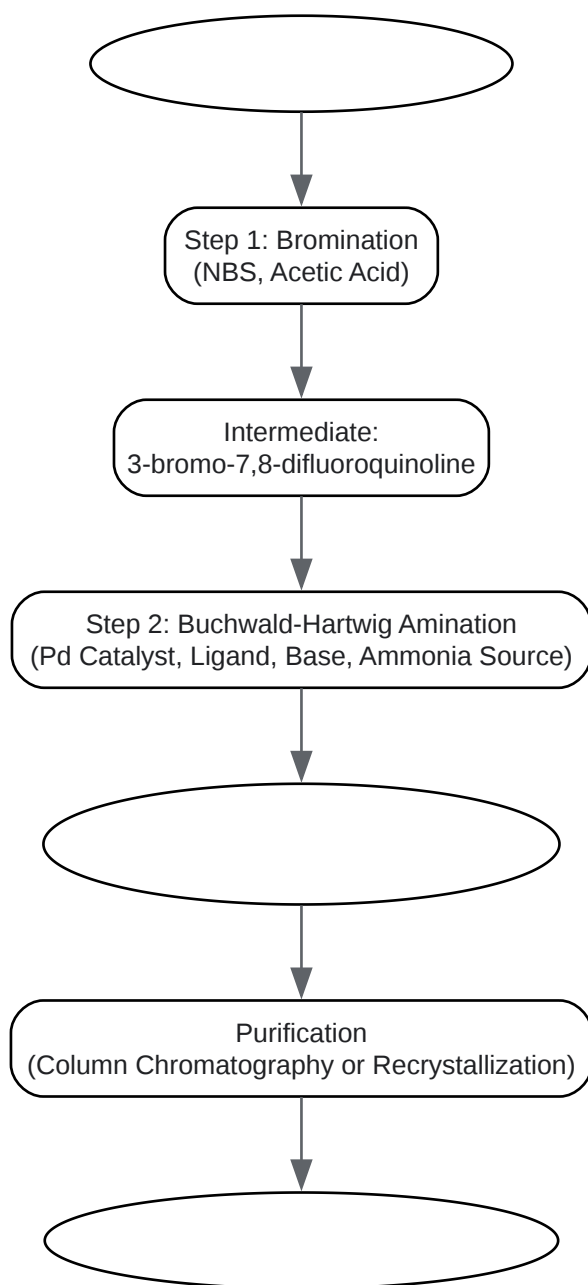 Step 1: Bromination
(NBS, Acetic Acid)
Intermediate:
3-bromo-7,8-difluoroquinoline
Step 2: Buchwald-Hartwig Amination
(Pd Catalyst, Ligand, Base, Ammonia Source)
Purification
(Column Chromatography or Recrystallization)